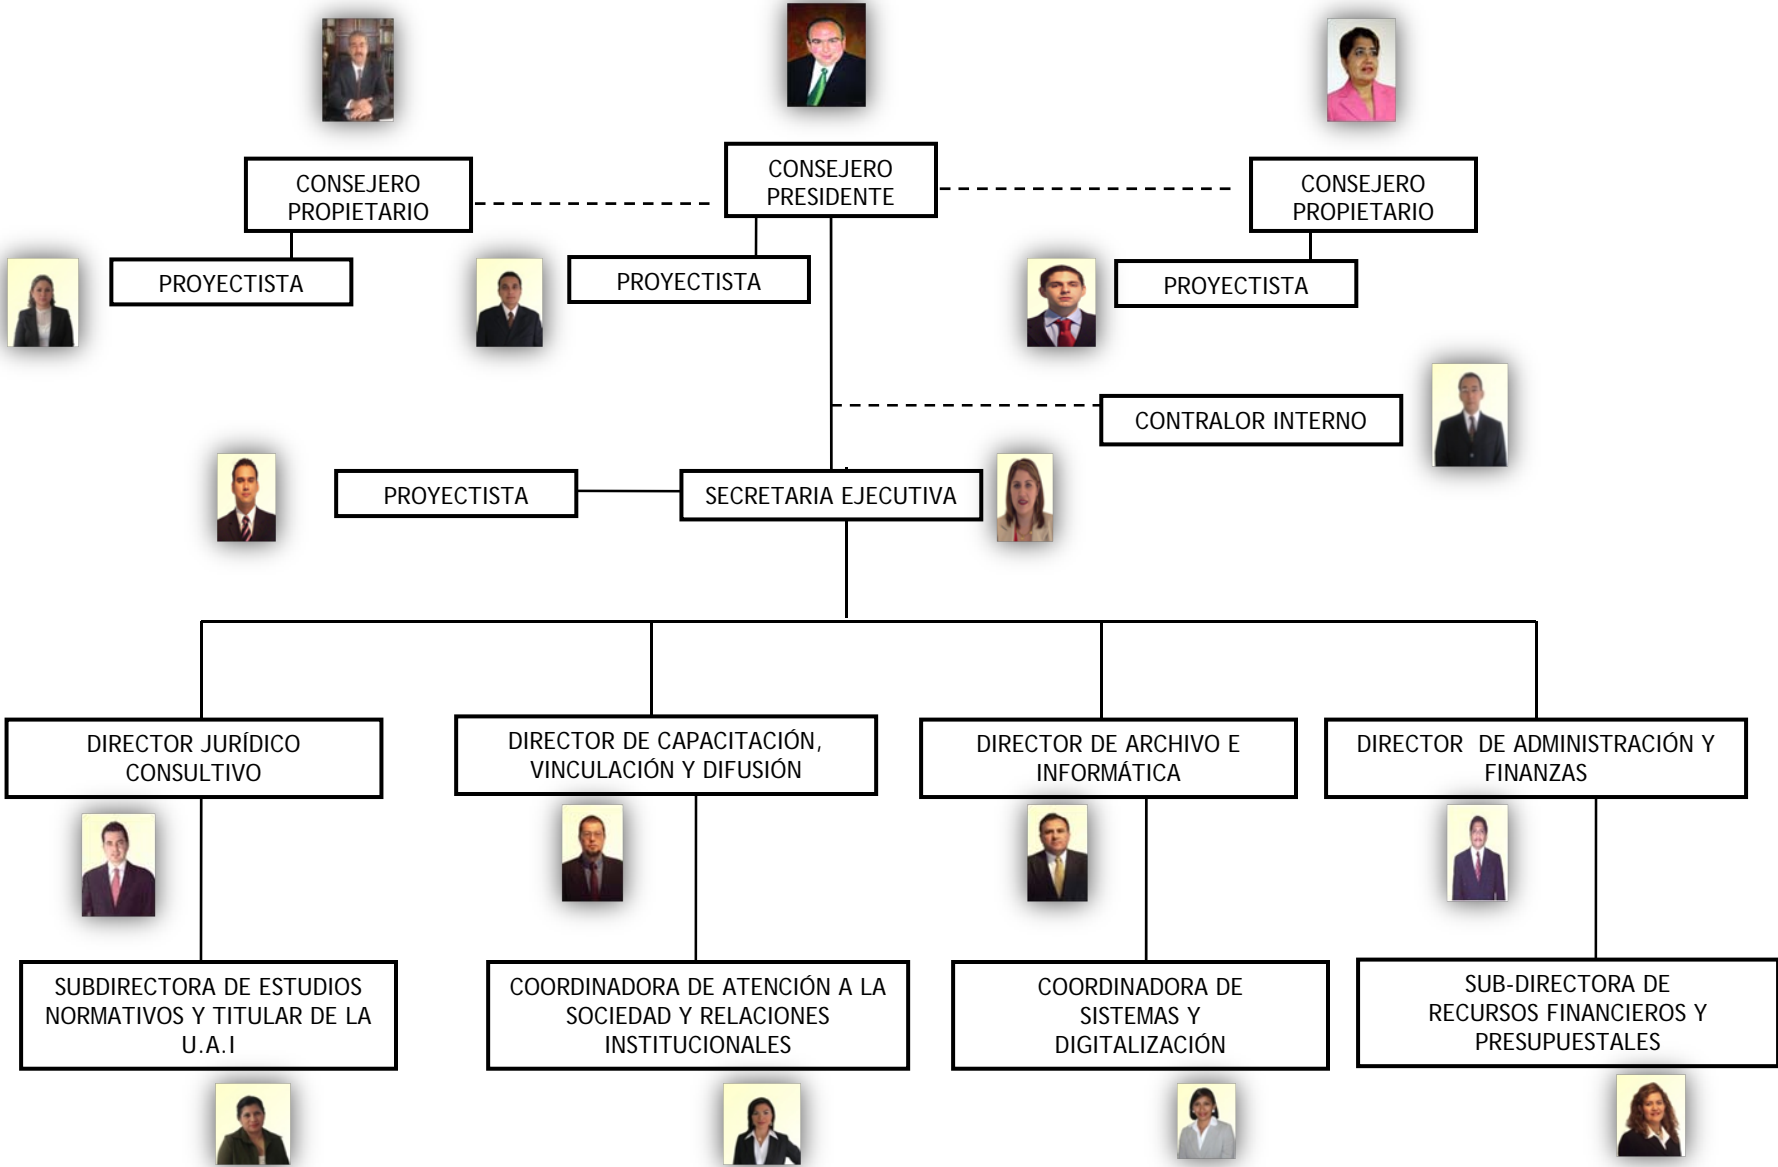 CONSEJERO
PROPIETARIO
CONSEJERO
PRESIDENTE
CONSEJERO
PROPIETARIO
PROYECTISTA
PROYECTISTA
PROYECTISTA
CONTRALOR INTERNO
PROYECTISTA
SECRETARIA EJECUTIVA
DIRECTOR JURÍDICO
CONSULTIVO
DIRECTOR DE CAPACITACIÓN,
VINCULACIÓN Y DIFUSIÓN
DIRECTOR DE ARCHIVO E
INFORMÁTICA
DIRECTOR DE ADMINISTRACIÓN Y
FINANZAS
SUBDIRECTORA DE ESTUDIOS
NORMATIVOS Y TITULAR DE LA
U.A.I
COORDINADORA DE ATENCIÓN A LA
SOCIEDAD Y RELACIONES
INSTITUCIONALES
COORDINADORA DE
SISTEMAS Y
DIGITALIZACIÓN
SUB-DIRECTORA DE
RECURSOS FINANCIEROS Y
PRESUPUESTALES